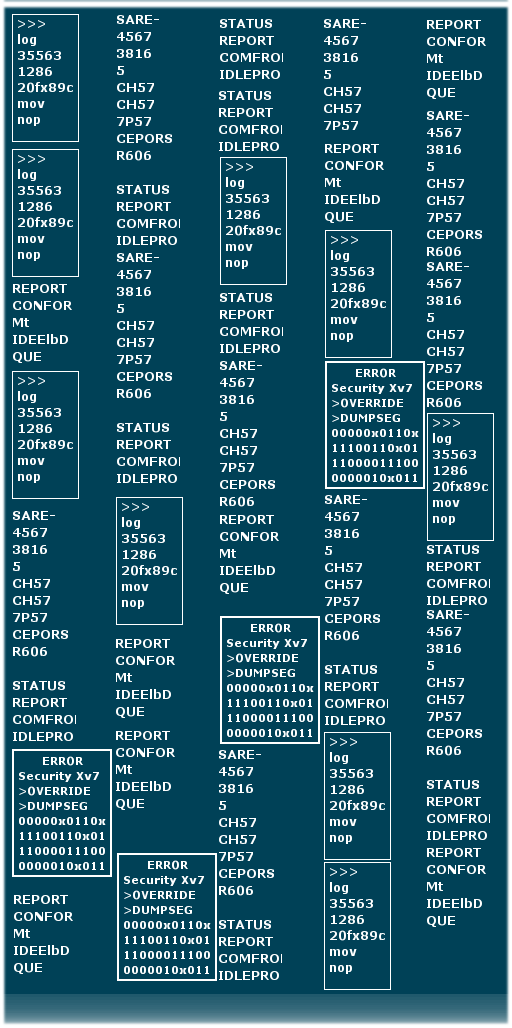 >>>
log
35563
1286
20fx89c
mov
nop
>>>
log
35563
1286
20fx89c
mov
nop
REPORT
CONFOR
Mt
IDEElbD
QUE
>>>
log
35563
1286
20fx89c
mov
nop
SARE-
4567
3816
5
CH57
CH57
7P57
CEPORS
R606
STATUS
REPORT
COMFROI
IDLEPRO
ERROR
Security Xv7
>OVERRIDE
>DUMPSEG
00000x0110x
11100110x01
11000011100
0000010x011
REPORT
CONFOR
Mt
IDEElbD
QUE
SARE-
4567
3816
5
CH57
CH57
7P57
CEPORS
R606
STATUS
REPORT
COMFROI
IDLEPRO
SARE-
4567
3816
5
CH57
CH57
7P57
CEPORS
R606
STATUS
REPORT
COMFROI
IDLEPRO
>>>
log
35563
1286
20fx89c
mov
nop
REPORT
CONFOR
Mt
IDEElbD
QUE
REPORT
CONFOR
Mt
IDEElbD
QUE
ERROR
Security Xv7
>OVERRIDE
>DUMPSEG
00000x0110x
11100110x01
11000011100
0000010x011
STATUS
REPORT
COMFROI
IDLEPRO
STATUS
REPORT
COMFROI
IDLEPRO
>>>
log
35563
1286
20fx89c
mov
nop
STATUS
REPORT
COMFROI
IDLEPRO
SARE-
4567
3816
5
CH57
CH57
7P57
CEPORS
R606
REPORT
CONFOR
Mt
IDEElbD
QUE
ERROR
Security Xv7
>OVERRIDE
>DUMPSEG
00000x0110x
11100110x01
11000011100
0000010x011
SARE-
4567
3816
5
CH57
CH57
7P57
CEPORS
R606
STATUS
REPORT
COMFROI
IDLEPRO
SARE-
4567
3816
5
CH57
CH57
7P57
REPORT
CONFOR
Mt
IDEElbD
QUE
>>>
log
35563
1286
20fx89c
mov
nop
ERROR
Security Xv7
>OVERRIDE
>DUMPSEG
00000x0110x
11100110x01
11000011100
0000010x011
SARE-
4567
3816
5
CH57
CH57
7P57
CEPORS
R606
STATUS
REPORT
COMFROI
IDLEPRO
>>>
log
35563
1286
20fx89c
mov
nop
>>>
log
35563
1286
20fx89c
mov
nop
REPORT
CONFOR
Mt
IDEElbD
QUE
SARE-
4567
3816
5
CH57
CH57
7P57
CEPORS
R606
SARE-
4567
3816
5
CH57
CH57
7P57
CEPORS
R606
>>>
log
35563
1286
20fx89c
mov
nop
STATUS
REPORT
COMFROI
IDLEPRO
SARE-
4567
3816
5
CH57
CH57
7P57
CEPORS
R606
STATUS
REPORT
COMFROI
IDLEPRO
REPORT
CONFOR
Mt
IDEElbD
QUE